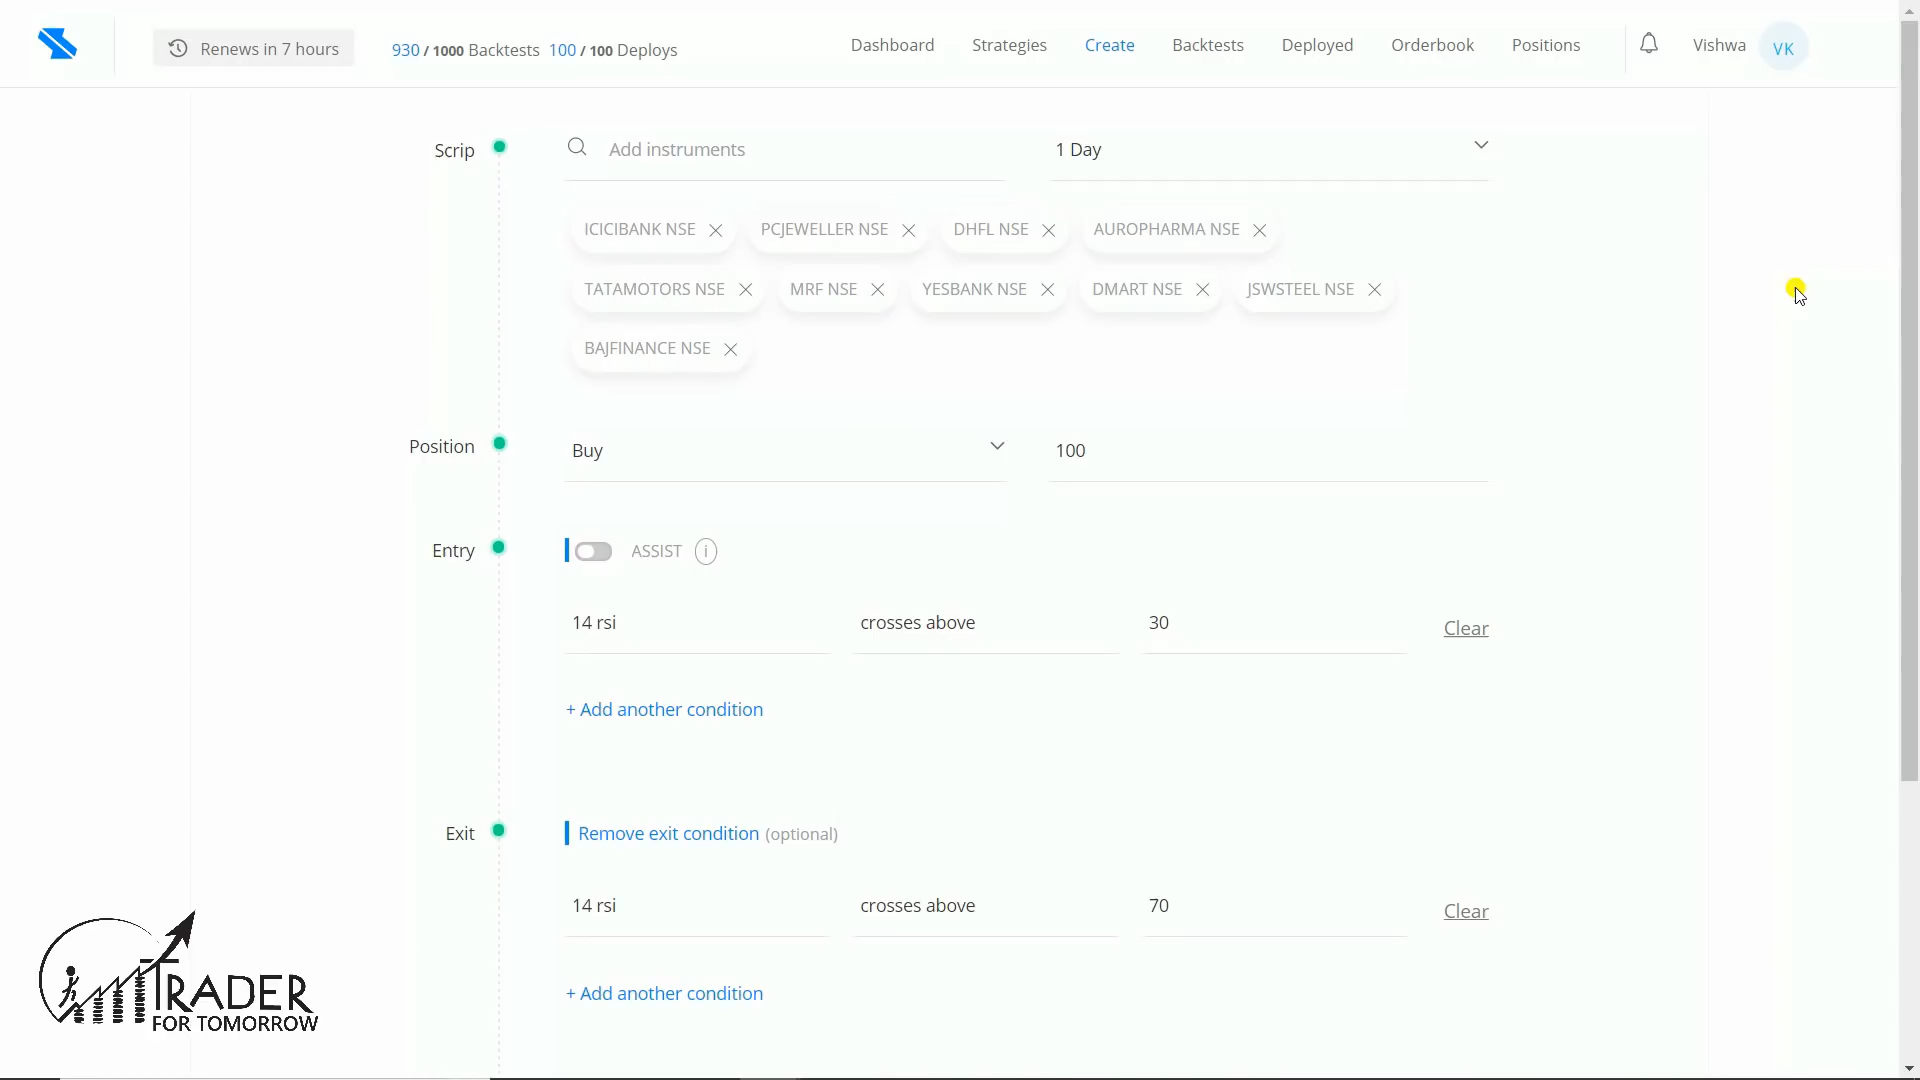 Renews in 7 hours
930 / 1000 Backtests 100 / 100 Deploys
Dashboard Strategies Create Backtests Deployed Orderbook Positions
Vishwa VK
Scrip
Add instruments
1 Day
ICICIBANK NSE PCJEWELLER NSE DHFL NSE AUROPHARMA NSE
TATAMOTORS NSE MRF NSE YESBANK NSE DMART NSE JSWSTEEL NSE
BAJFINANCE NSE
Position
Buy
100
Entry
ASSIST i
14 rsi crosses above 30 Clear
+ Add another condition
Exit
Remove exit condition (optional)
14 rsi crosses above 70 Clear
+ Add another condition
TRADER
FOR TOMORROW